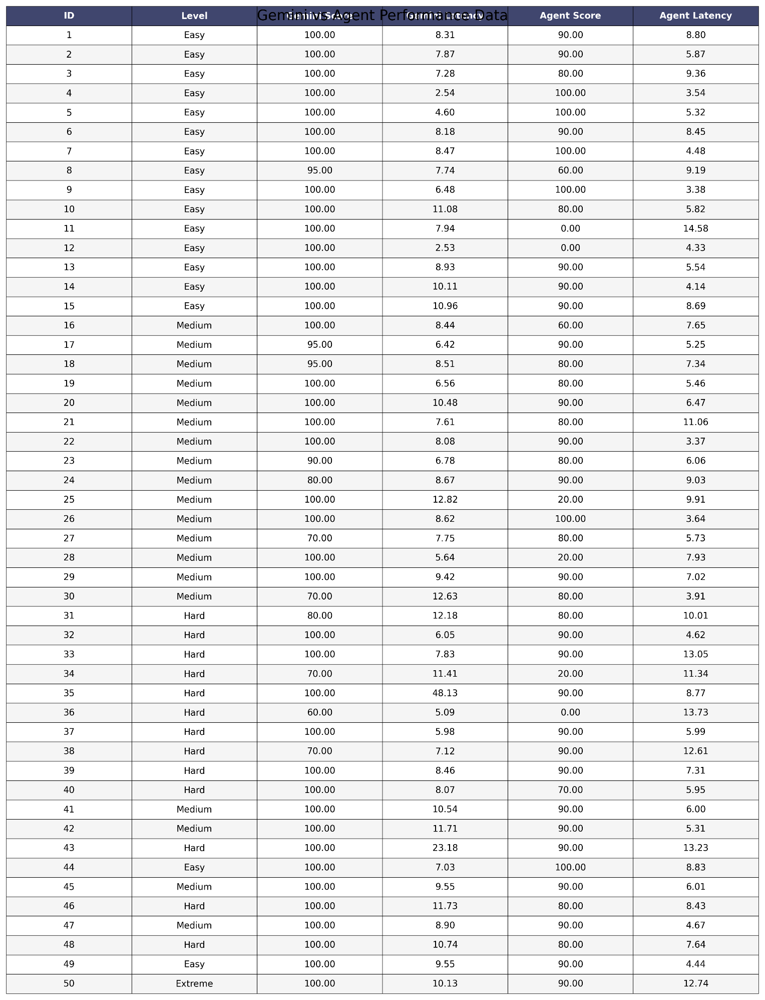 Gemini vs Agent Performance Data
ID Level Gemini Score Gemini Latency Agent Score Agent Latency
1 Easy 100.00 8.31 90.00 8.80
2 Easy 100.00 7.87 90.00 5.87
3 Easy 100.00 7.28 80.00 9.36
4 Easy 100.00 2.54 100.00 3.54
5 Easy 100.00 4.60 100.00 5.32
6 Easy 100.00 8.18 90.00 8.45
7 Easy 100.00 8.47 100.00 4.48
8 Easy 95.00 7.74 60.00 9.19
9 Easy 100.00 6.48 100.00 3.38
10 Easy 100.00 11.08 80.00 5.82
11 Easy 100.00 7.94 0.00 14.58
12 Easy 100.00 2.53 0.00 4.33
13 Easy 100.00 8.93 90.00 5.54
14 Easy 100.00 10.11 90.00 4.14
15 Easy 100.00 10.96 90.00 8.69
16 Medium 100.00 8.44 60.00 7.65
17 Medium 95.00 6.42 90.00 5.25
18 Medium 95.00 8.51 80.00 7.34
19 Medium 100.00 6.56 80.00 5.46
20 Medium 100.00 10.48 90.00 6.47
21 Medium 100.00 7.61 80.00 11.06
22 Medium 100.00 8.08 90.00 3.37
23 Medium 90.00 6.78 80.00 6.06
24 Medium 80.00 8.67 90.00 9.03
25 Medium 100.00 12.82 20.00 9.91
26 Medium 100.00 8.62 100.00 3.64
27 Medium 70.00 7.75 80.00 5.73
28 Medium 100.00 5.64 20.00 7.93
29 Medium 100.00 9.42 90.00 7.02
30 Medium 70.00 12.63 80.00 3.91
31 Hard 80.00 12.18 80.00 10.01
32 Hard 100.00 6.05 90.00 4.62
33 Hard 100.00 7.83 90.00 13.05
34 Hard 70.00 11.41 20.00 11.34
35 Hard 100.00 48.13 90.00 8.77
36 Hard 60.00 5.09 0.00 13.73
37 Hard 100.00 5.98 90.00 5.99
38 Hard 70.00 7.12 90.00 12.61
39 Hard 100.00 8.46 90.00 7.31
40 Hard 100.00 8.07 70.00 5.95
41 Medium 100.00 10.54 90.00 6.00
42 Medium 100.00 11.71 90.00 5.31
43 Hard 100.00 23.18 90.00 13.23
44 Easy 100.00 7.03 100.00 8.83
45 Medium 100.00 9.55 90.00 6.01
46 Hard 100.00 11.73 80.00 8.43
47 Medium 100.00 8.90 90.00 4.67
48 Hard 100.00 10.74 80.00 7.64
49 Easy 100.00 9.55 90.00 4.44
50 Extreme 100.00 10.13 90.00 12.74